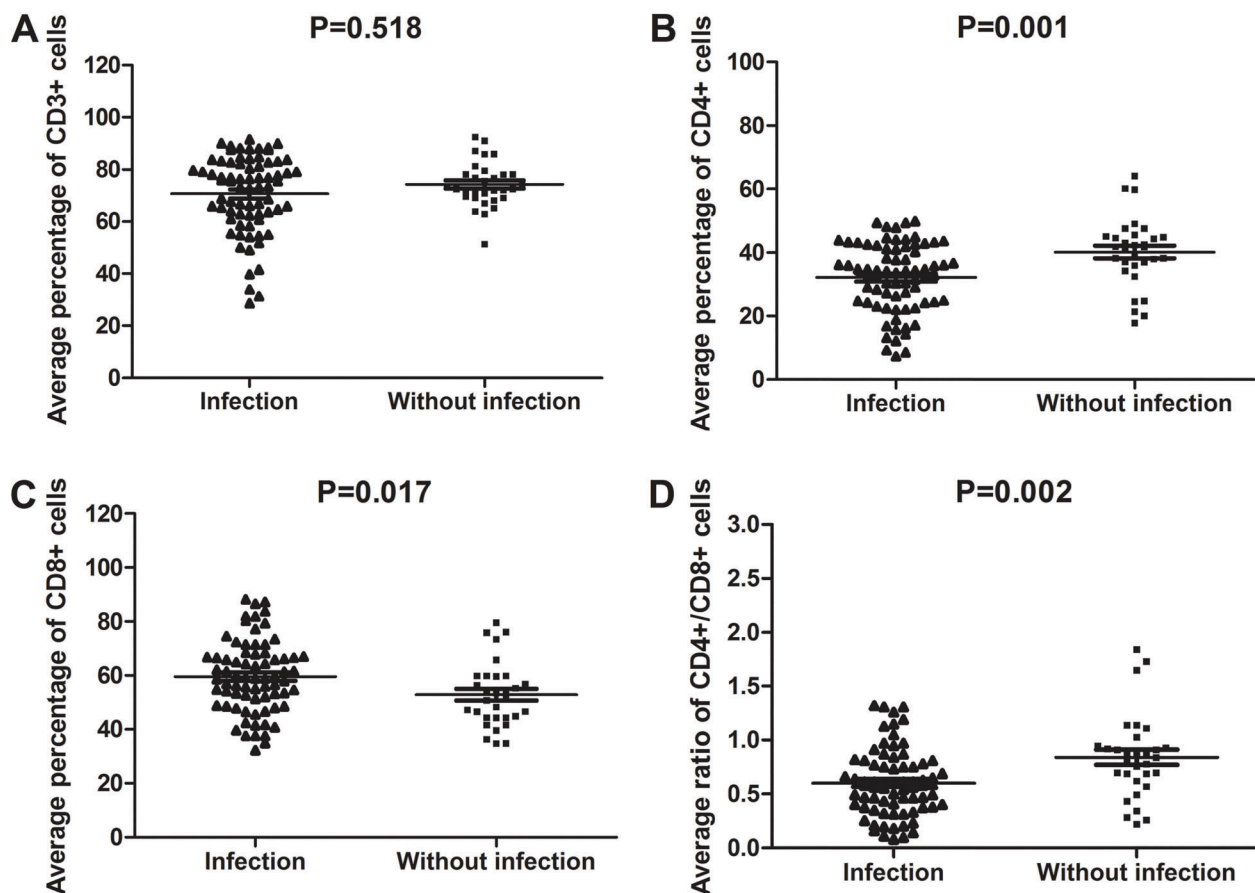 A
P=0.518
Average percentage of CD3+ cells
120
100
80
60
40
20
0
Infection
Without infection
B
P=0.001
Average percentage of CD4+ cells
100
80
60
40
20
0
Infection
Without infection
C
P=0.017
Average percentage of CD8+ cells
120
100
80
60
40
20
0
Infection
Without infection
D
P=0.002
Average ratio of CD4+/CD8+ cells
3.0
2.5
2.0
1.5
1.0
0.5
0.0
Infection
Without infection